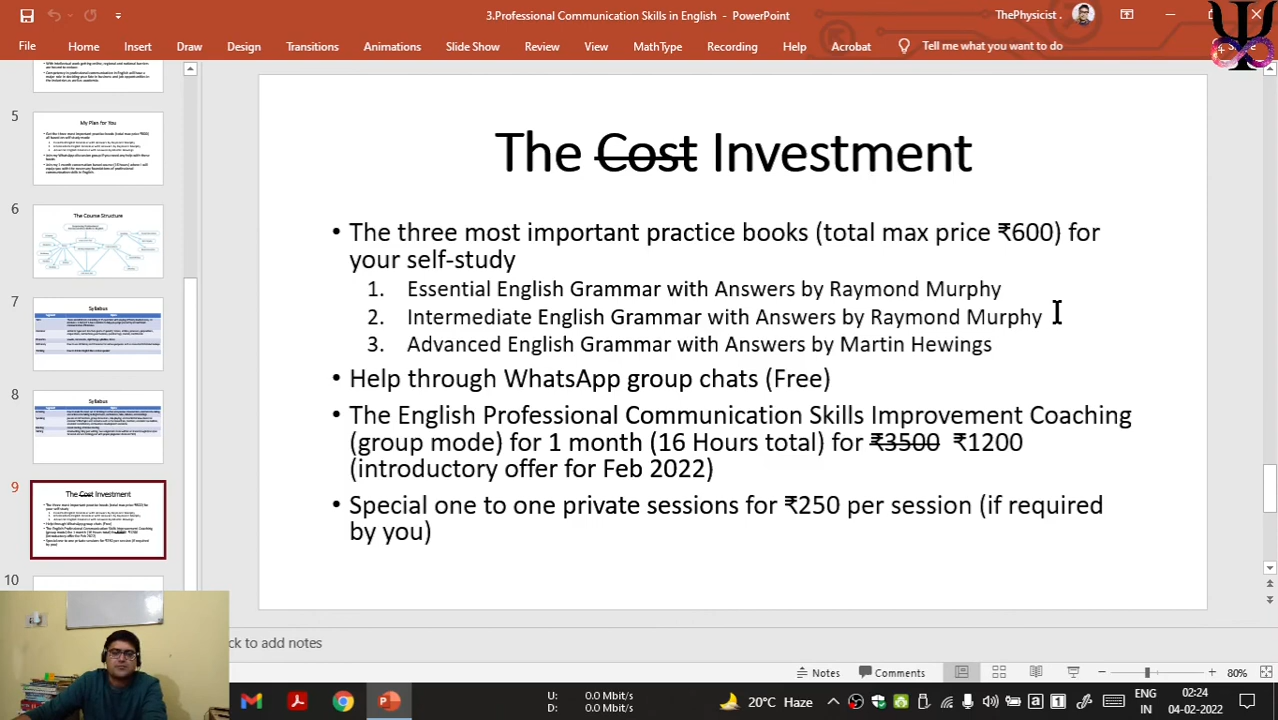 3.Professional Communication Skills in English - PowerPoint
ThePhysicist .
File Home Insert Draw Design Transitions Animations Slide Show Review View MathType Recording Help Acrobat Tell me what you want to do
5
My Plan for You
6
The Course Structure
7
Syllabus
8
Syllabus
9
The Cost Investment
10
The Cost Investment
• The three most important practice books (total max price ₹600) for
your self-study
1. Essential English Grammar with Answers by Raymond Murphy
2. Intermediate English Grammar with Answers by Raymond Murphy
3. Advanced English Grammar with Answers by Martin Hewings
• Help through WhatsApp group chats (Free)
• The English Professional Communication Skills Improvement Coaching
(group mode) for 1 month (16 Hours total) for ₹3500 ₹1200
(introductory offer for Feb 2022)
• Special one to one private sessions for ₹250 per session (if required
by you)
ck to add notes
Notes Comments 80%
U: 0.0 Mbit/s
D: 0.0 Mbit/s
20°C Haze
ENG
IN
02:24
04-02-2022